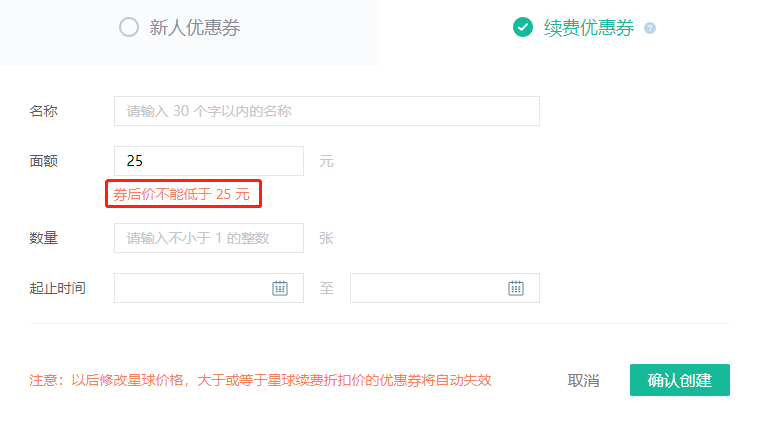 新人优惠券
续费优惠券 ?
名称 请输入 30 个字以内的名称
面额 25 元
券后价不能低于 25 元
数量 请输入不小于 1 的整数 张
起止时间 至
注意：以后修改星球价格，大于或等于星球续费折扣价的优惠券将自动失效 取消 确认创建